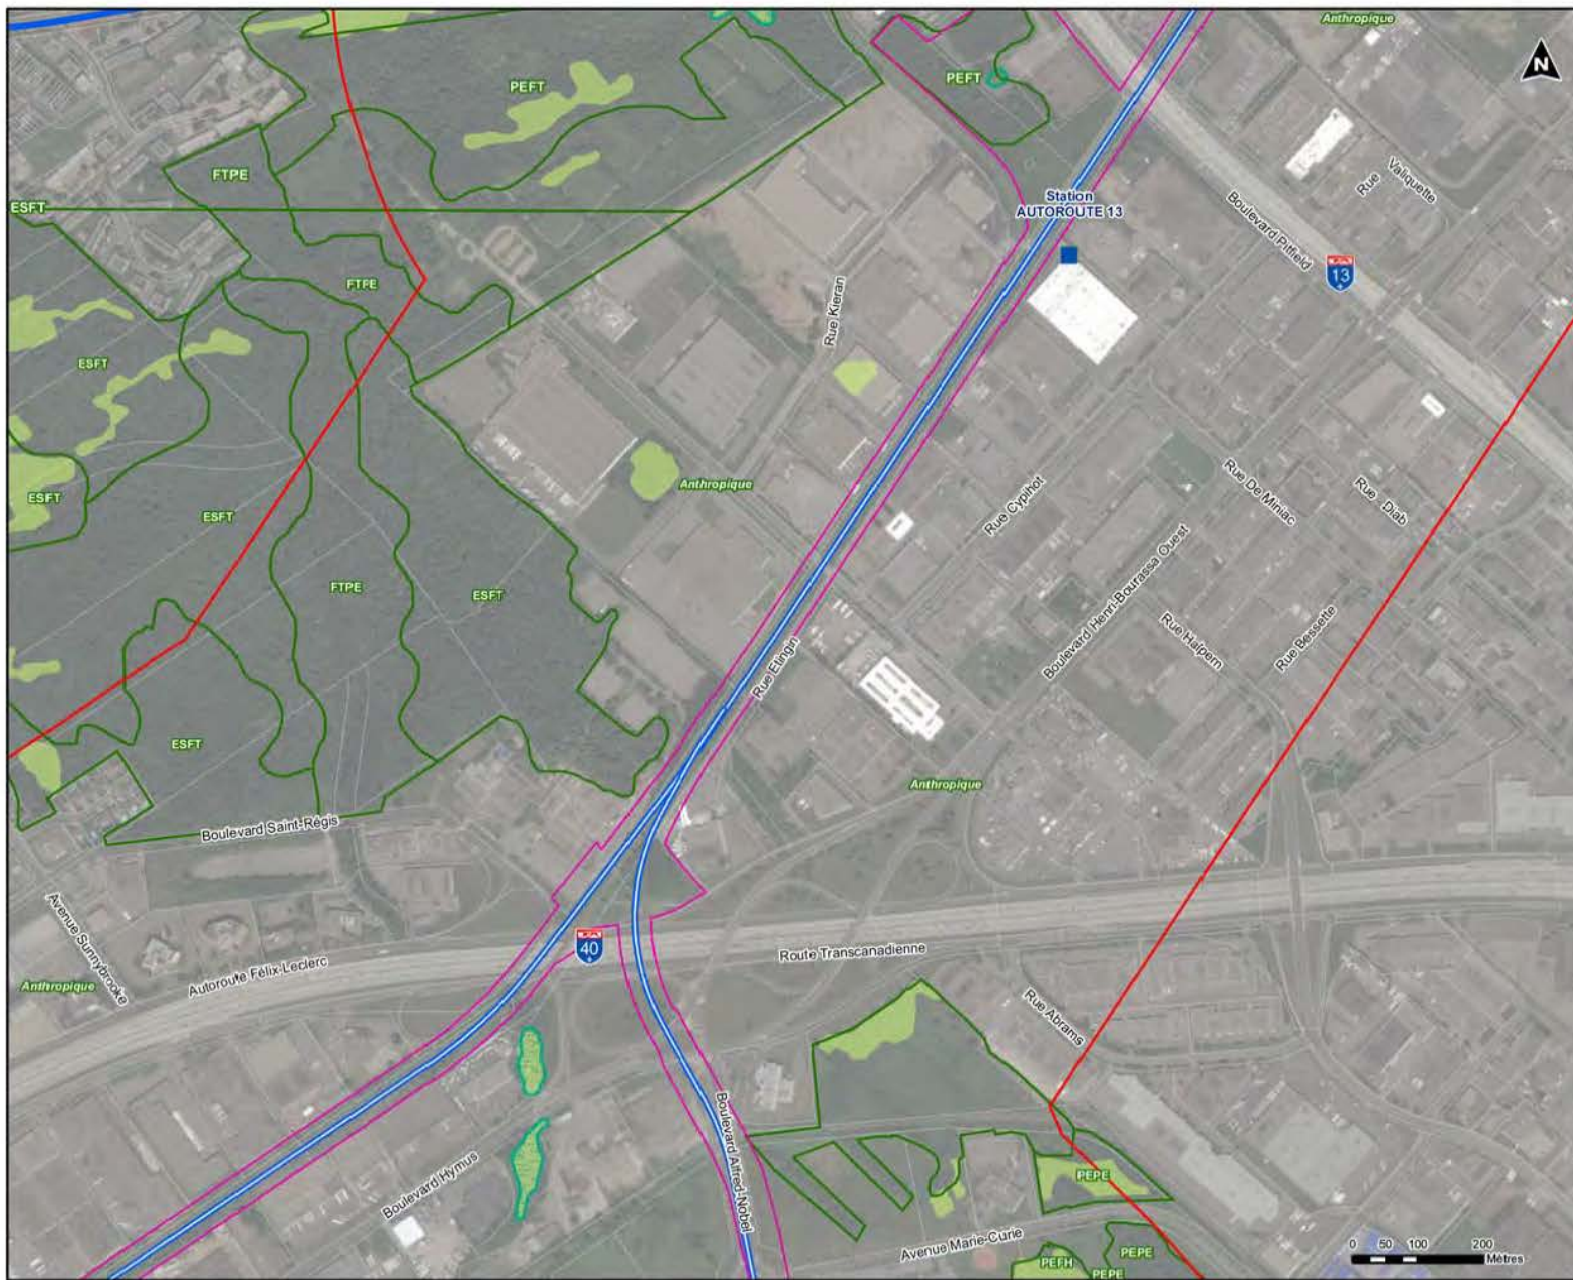 Anthropique
PEFT
PEFT
N
FTPE
Rue Valiquette
ESFT
Station
AUTOROUTE 13
Boulevard Pitfield
13
FTPE
Rue Kieran
ESFT
Anthropique
ESFT
Rue De Miniac
Rue Diab
Rue Cypihot
ESFT
Boulevard Henri-Bourassa Ouest
FTPE
ESFT
Rue Halpern
Rue Bessette
Rue Etingin
ESFT
Anthropique
Boulevard Saint-Régis
Avenue Sunnybrooke
40
Route Transcanadienne
Autoroute Félix-Leclerc
Anthropique
Rue Abrams
Boulevard Hymus
Boulevard Alfred-Nobel
PEPE
Avenue Marie-Curie
PEFH
PEPE
PEPE
0 50 100 200
Mètres